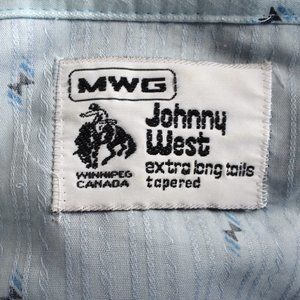 MWG
Johnny
West
extra long tails
tapered
WINNIPEG
CANADA